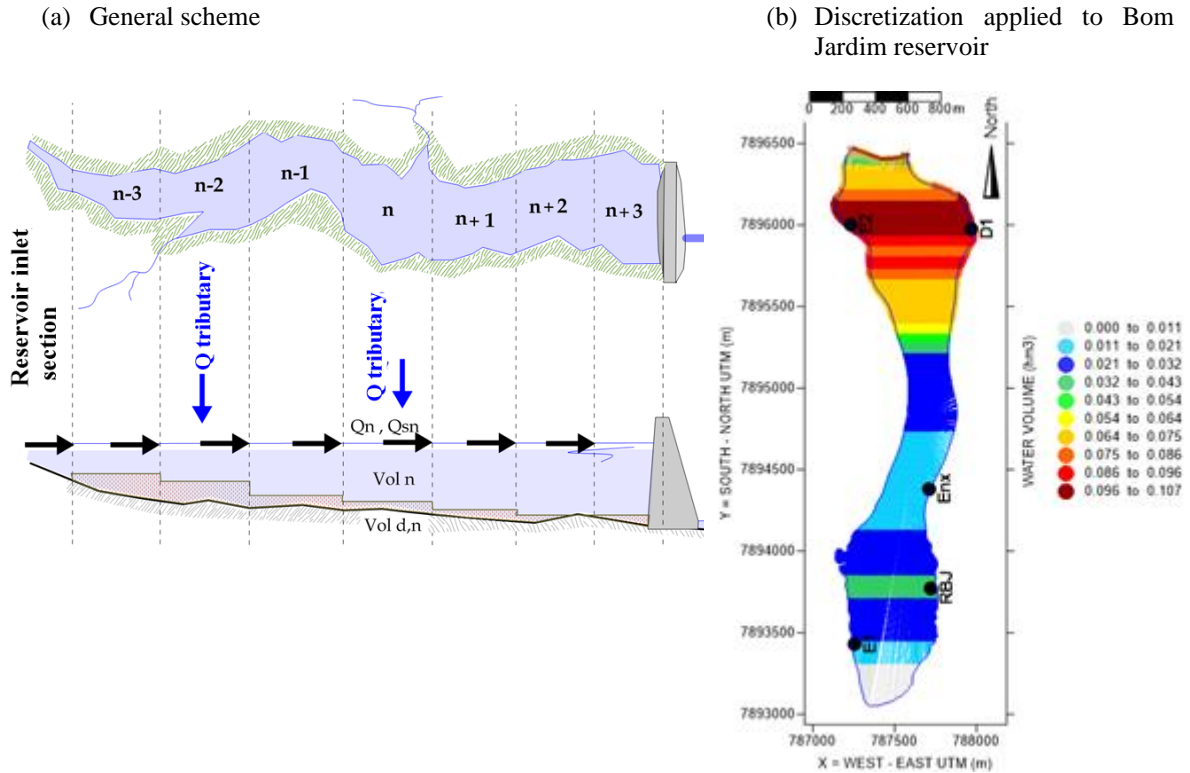 (a) General scheme
(b) Discretization applied to Bom
Jardim reservoir
n-3
n-2
n-1
n
n+1
n+2
n+3
Reservoir inlet
section
Q tributary
Q tributary
Qn , Qsn
Vol n
Vol d,n
0 200 400 600 800m
North
7896500
7896000
7895500
7895000
7894500
7894000
7893500
7893000
Y = SOUTH - NORTH UTM (m)
D1
Enx
RBJ
787000 787500 788000
X = WEST - EAST UTM (m)
WATER VOLUME (hm3)
0.000 to 0.011
0.011 to 0.021
0.021 to 0.032
0.032 to 0.043
0.043 to 0.054
0.054 to 0.064
0.064 to 0.075
0.075 to 0.086
0.086 to 0.096
0.096 to 0.107